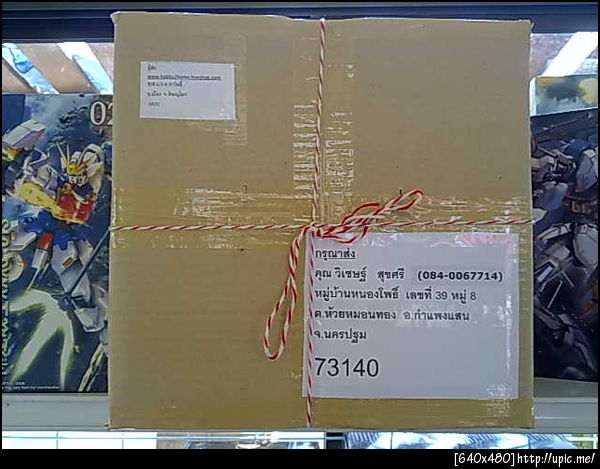 ผู้ส่ง
กรุณาส่ง
คุณ วิเชษฐ์ สุขศรี (084-0067714)
หมู่บ้านหนองโพธิ์ เลขที่ 39 หมู่ 8
ต.ห้วยหมอนทอง อ.กำแพงแสน
จ.นครปฐม
73140
[640x480]http://upic.me/